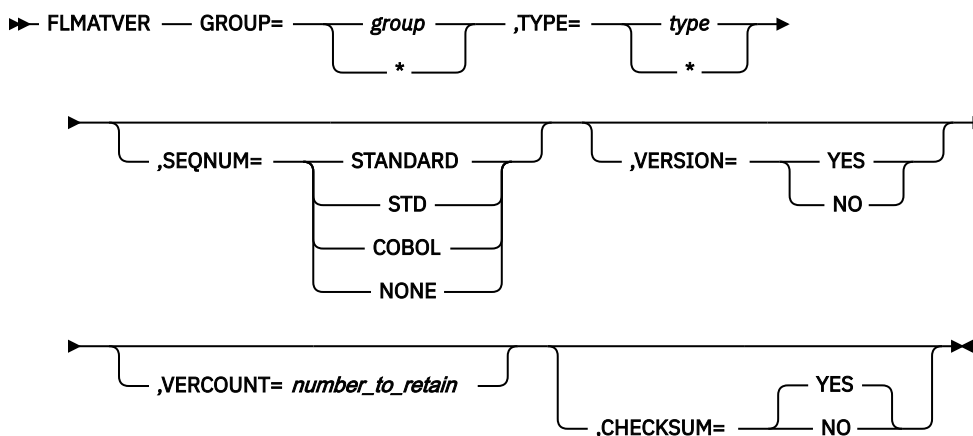 FLMATVER GROUP= group ,TYPE= type
* *
,SEQNUM= STANDARD ,VERSION= YES
STD NO
COBOL
NONE
,VERCOUNT= number_to_retain YES
,CHECKSUM= NO